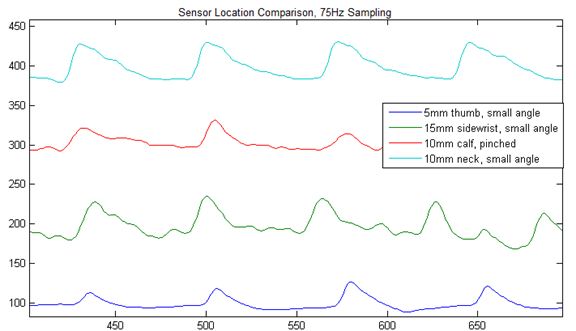 Sensor Location Comparison, 75Hz Sampling
450
400
350
300
250
200
150
100
5mm thumb, small angle
15mm sidewrist, small angle
10mm calf, pinched
10mm neck, small angle
450 500 550 600 650